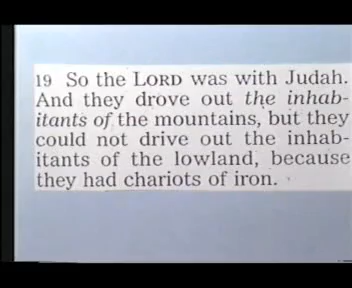 19 So the LORD was with Judah.
And they drove out the inhab-
itants of the mountains, but they
could not drive out the inhab-
itants of the lowland, because
they had chariots of iron.